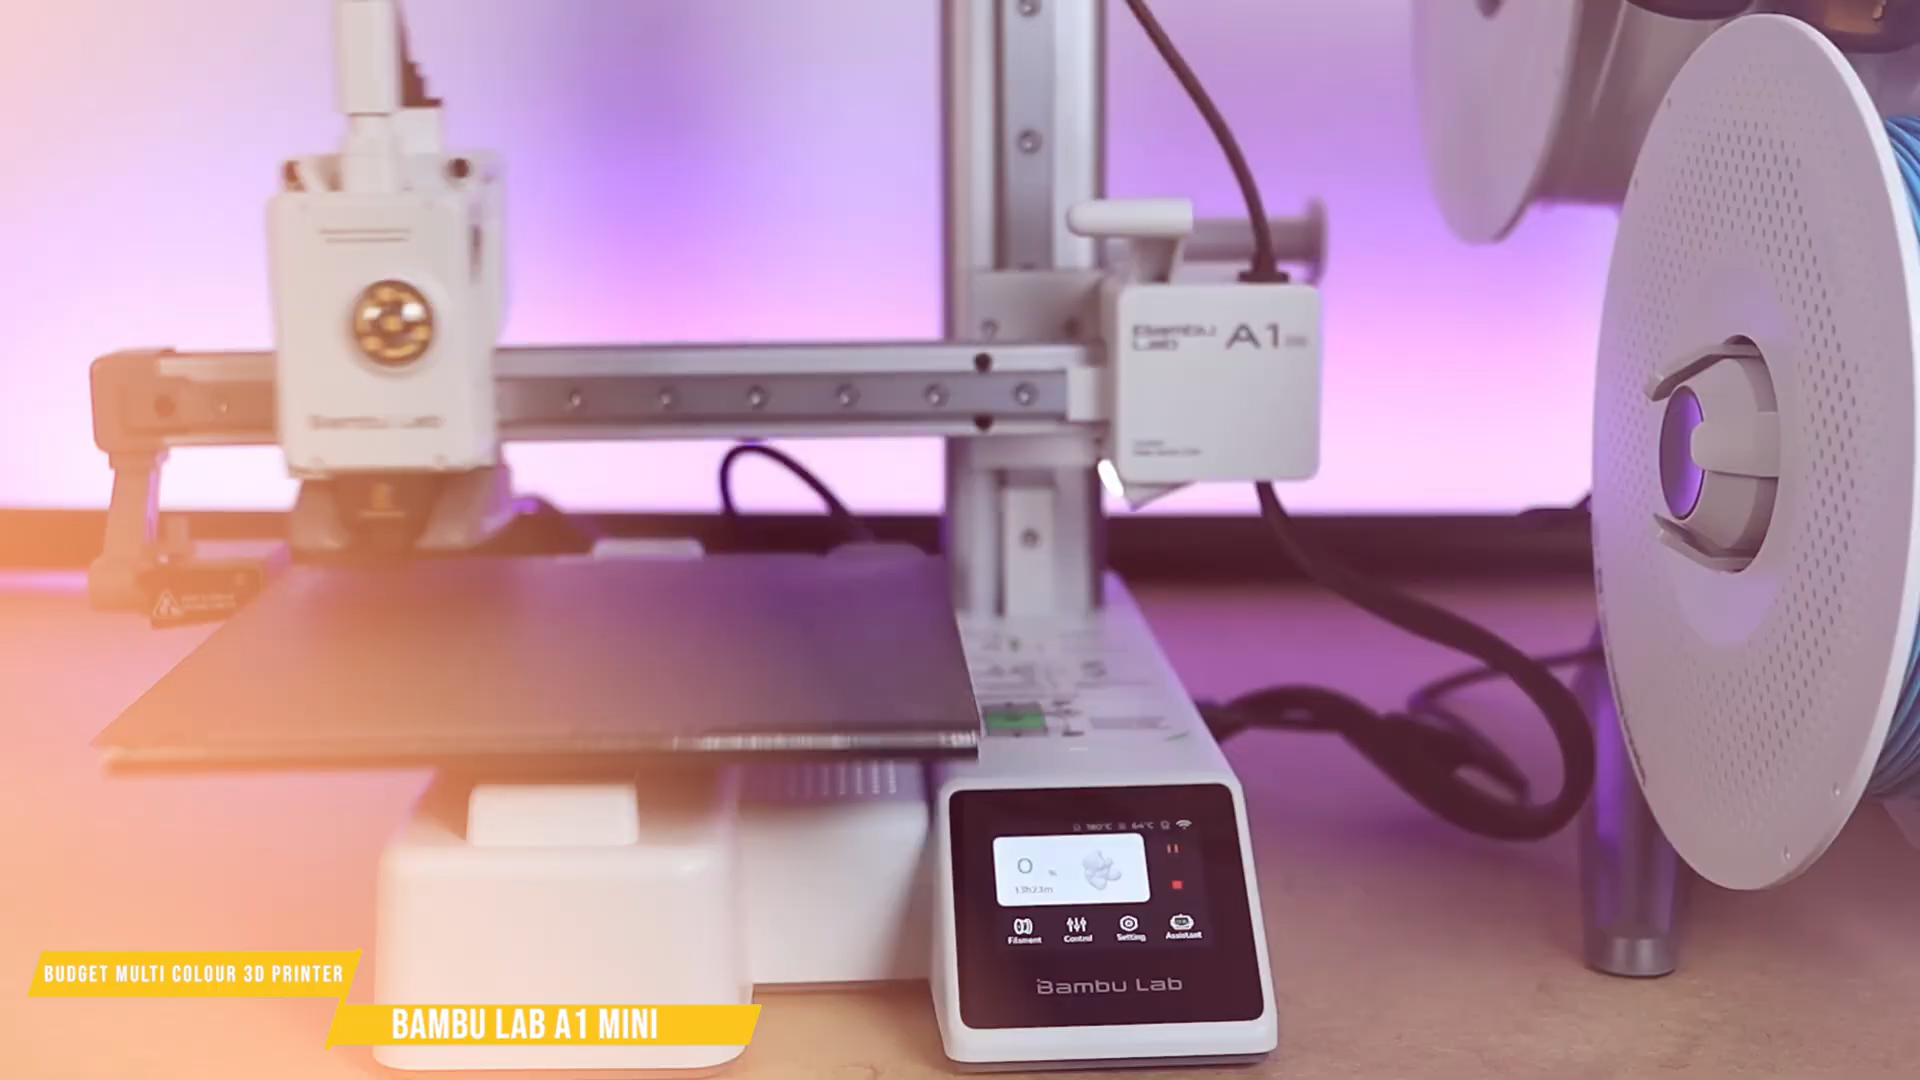 Bambu
Lab A1
Bambu Lab
180°C 64°C
0 %
13h23m
Filament Control Setting Assistant
Bambu Lab
BUDGET MULTI COLOUR 3D PRINTER
BAMBU LAB A1 MINI